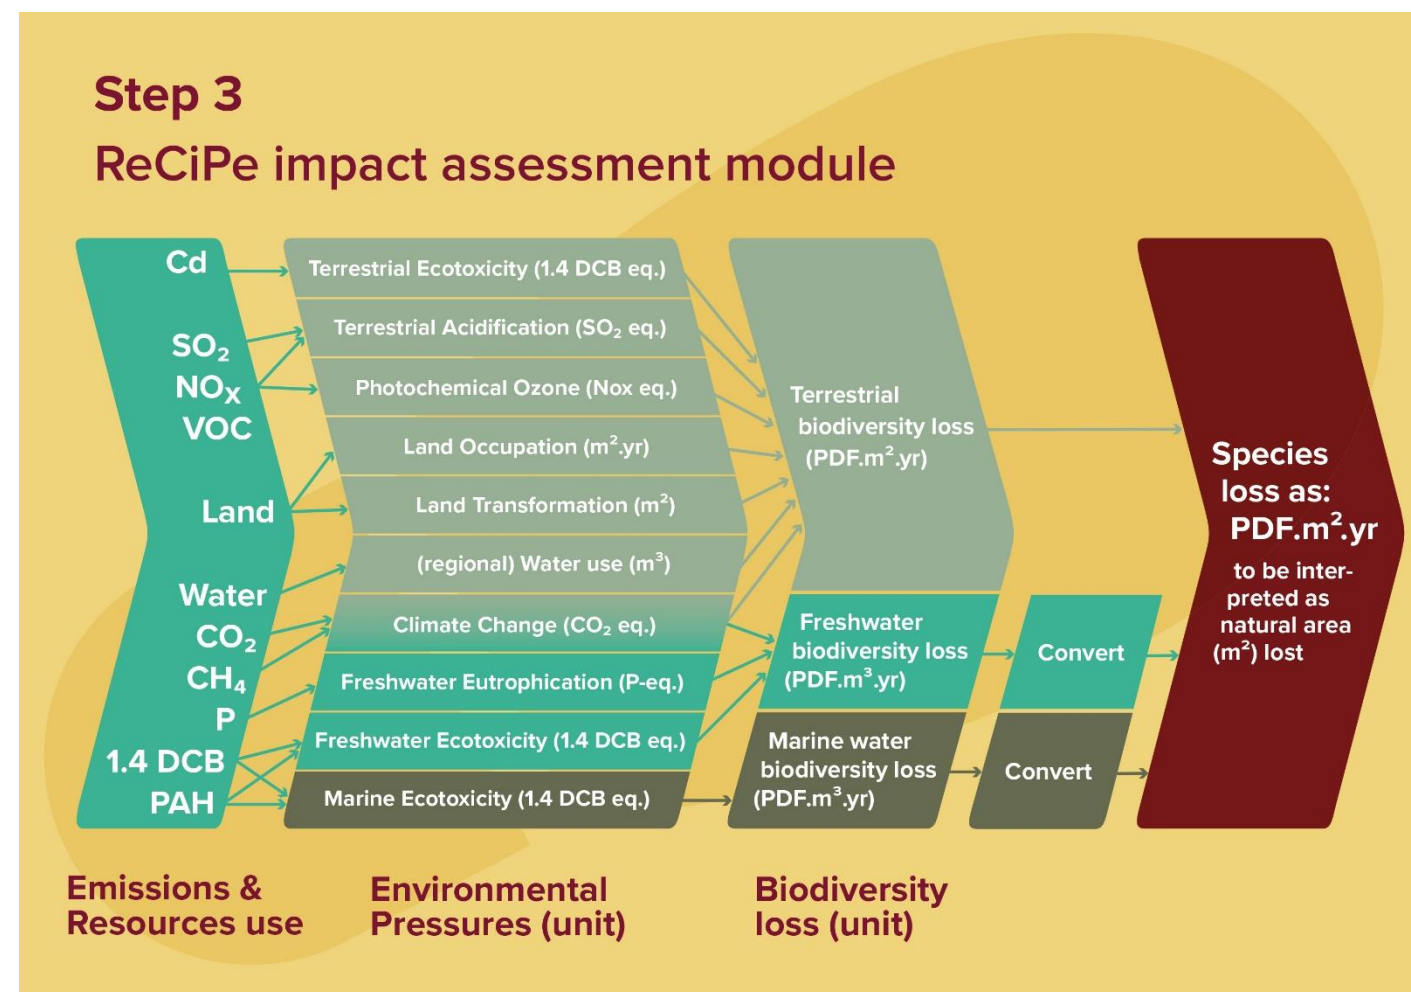 Step 3
ReCiPe impact assessment module
Cd
SO₂
NOX
VOC
Land
Water
CO₂
CH₄
P
1.4 DCB
PAH
Terrestrial Ecotoxicity (1.4 DCB eq.)
Terrestrial Acidification (SO₂ eq.)
Photochemical Ozone (Nox eq.)
Land Occupation (m².yr)
Land Transformation (m²)
(regional) Water use (m³)
Climate Change (CO₂ eq.)
Freshwater Eutrophication (P-eq.)
Freshwater Ecotoxicity (1.4 DCB eq.)
Marine Ecotoxicity (1.4 DCB eq.)
Terrestrial
biodiversity loss
(PDF.m².yr)
Freshwater
biodiversity loss
(PDF.m³.yr)
Marine water
biodiversity loss
(PDF.m³.yr)
Convert
Convert
Species
loss as:
PDF.m².yr
to be inter-
preted as
natural area
(m²) lost
Emissions &
Resources use
Environmental
Pressures (unit)
Biodiversity
loss (unit)